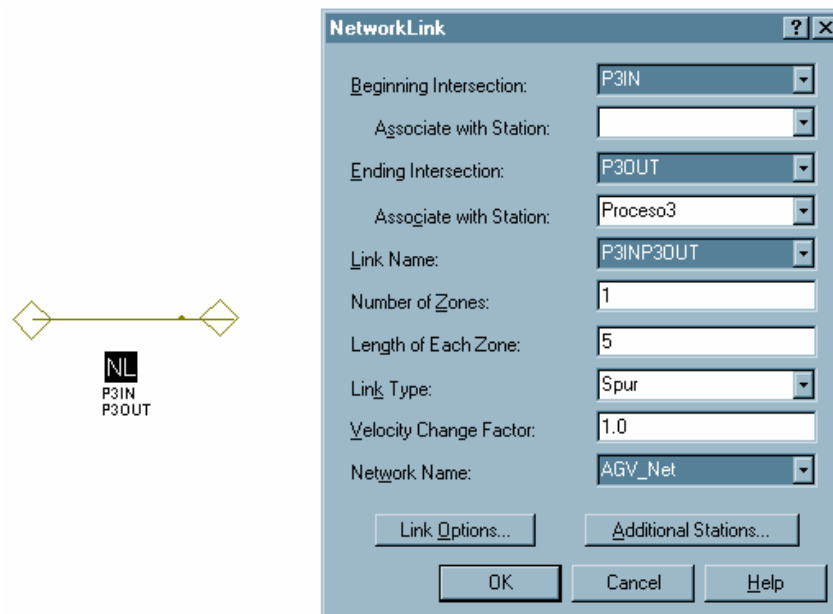 NetworkLink
Beginning Intersection: P3IN
Associate with Station:
Ending Intersection: P3OUT
Associate with Station: Proceso3
Link Name: P3INP3OUT
Number of Zones: 1
Length of Each Zone: 5
Link Type: Spur
Velocity Change Factor: 1.0
Network Name: AGV_Net
Link Options... Additional Stations...
OK Cancel Help
NL
P3IN
P3OUT